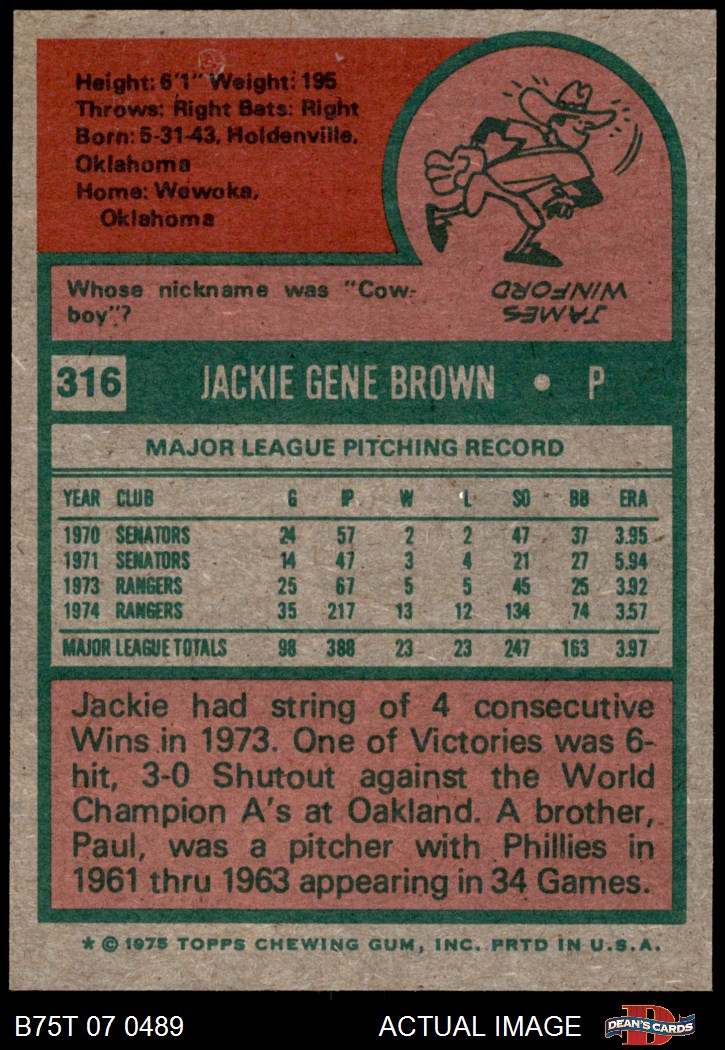 Height: 6'1" Weight: 195
Throws: Right Bats: Right
Born: 5-31-43, Holdenville,
Oklahoma
Home: Wewoka,
Oklahoma
Whose nickname was "Cow-
boy"?
JAMES
WINFORD
316 JACKIE GENE BROWN • P
MAJOR LEAGUE PITCHING RECORD
YEAR CLUB G IP W L SO BB ERA
1970 SENATORS 24 57 2 2 47 37 3.95
1971 SENATORS 14 47 3 4 21 27 5.94
1973 RANGERS 25 67 5 5 45 25 3.92
1974 RANGERS 35 217 13 12 134 74 3.57
MAJOR LEAGUE TOTALS 98 388 23 23 247 163 3.97
Jackie had string of 4 consecutive
Wins in 1973. One of Victories was 6-
hit, 3-0 Shutout against the World
Champion A's at Oakland. A brother,
Paul, was a pitcher with Phillies in
1961 thru 1963 appearing in 34 Games.
* © 1975 TOPPS CHEWING GUM, INC. PRTD IN U.S.A.
B75T 07 0489 ACTUAL IMAGE D DEAN'S CARDS